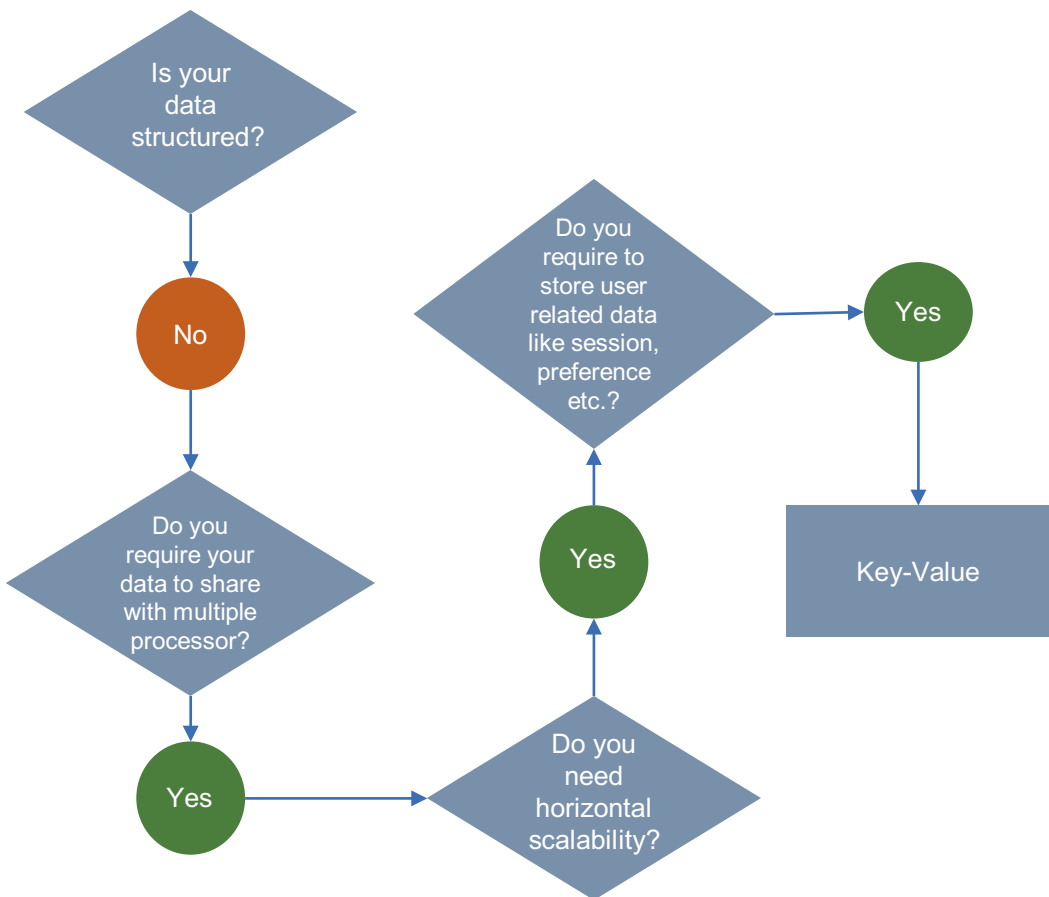 Is your
data
structured?
No
Do you
require your
data to share
with multiple
processor?
Yes
Do you
need
horizontal
scalability?
Yes
Do you
require to
store user
related data
like session,
preference
etc.?
Yes
Key-Value